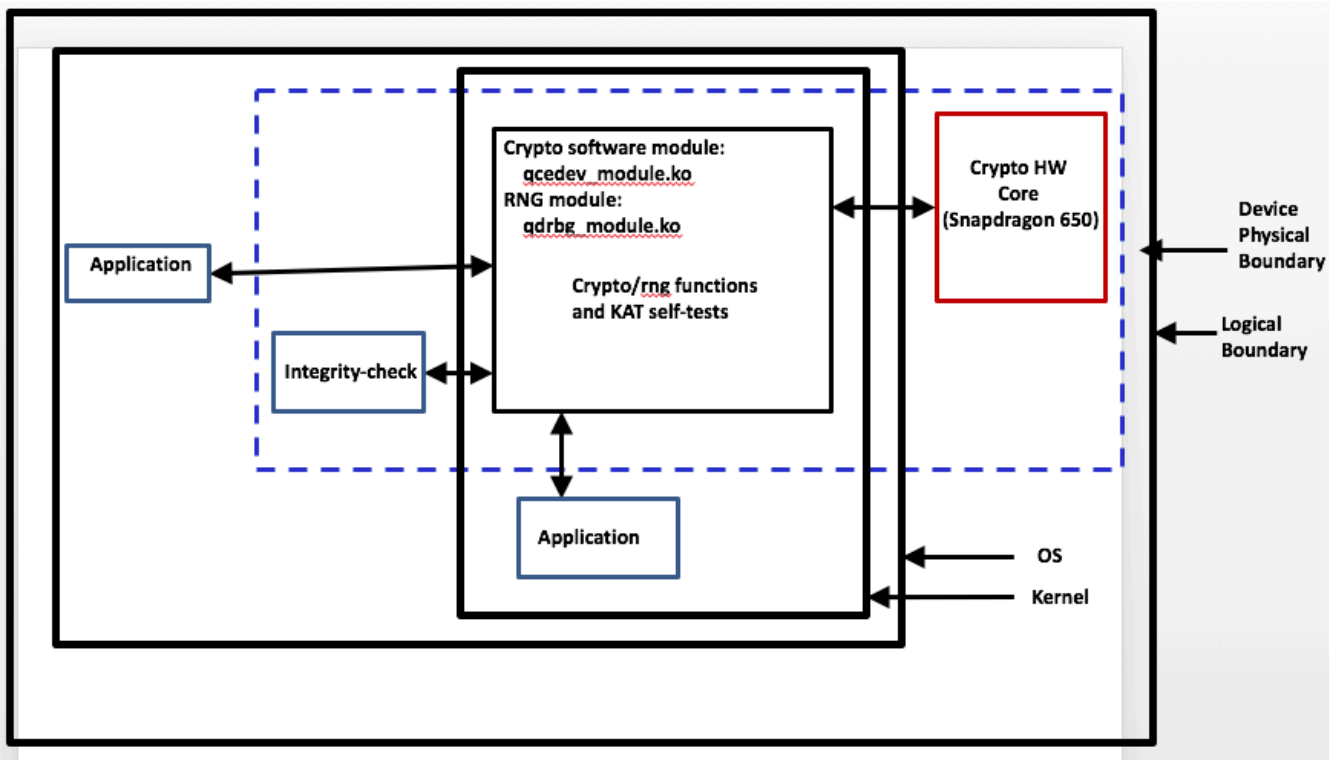 Crypto software module:
qcedev_module.ko
RNG module:
qdrbg_module.ko
Crypto/rng functions
and KAT self-tests
Crypto HW
Core
(Snapdragon 650)
Application
Integrity-check
Application
Device
Physical
Boundary
Logical
Boundary
OS
Kernel